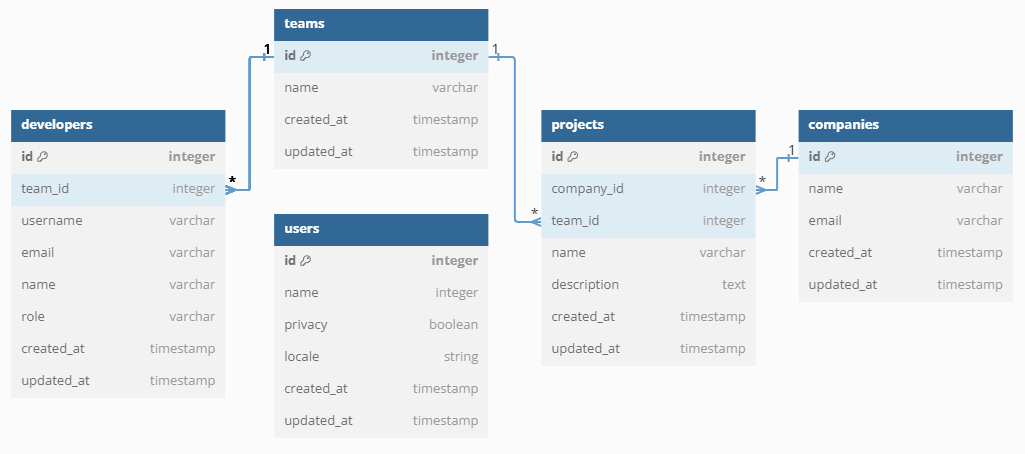 teams
1
id integer
1
name varchar
created_at timestamp
updated_at timestamp
developers
id integer
team_id integer
*
username varchar
email varchar
name varchar
role varchar
created_at timestamp
updated_at timestamp
users
id integer
name integer
privacy boolean
locale string
created_at timestamp
updated_at timestamp
projects
id integer
company_id integer
*
*
team_id integer
name varchar
description text
created_at timestamp
updated_at timestamp
companies
1
id integer
name varchar
email varchar
created_at timestamp
updated_at timestamp